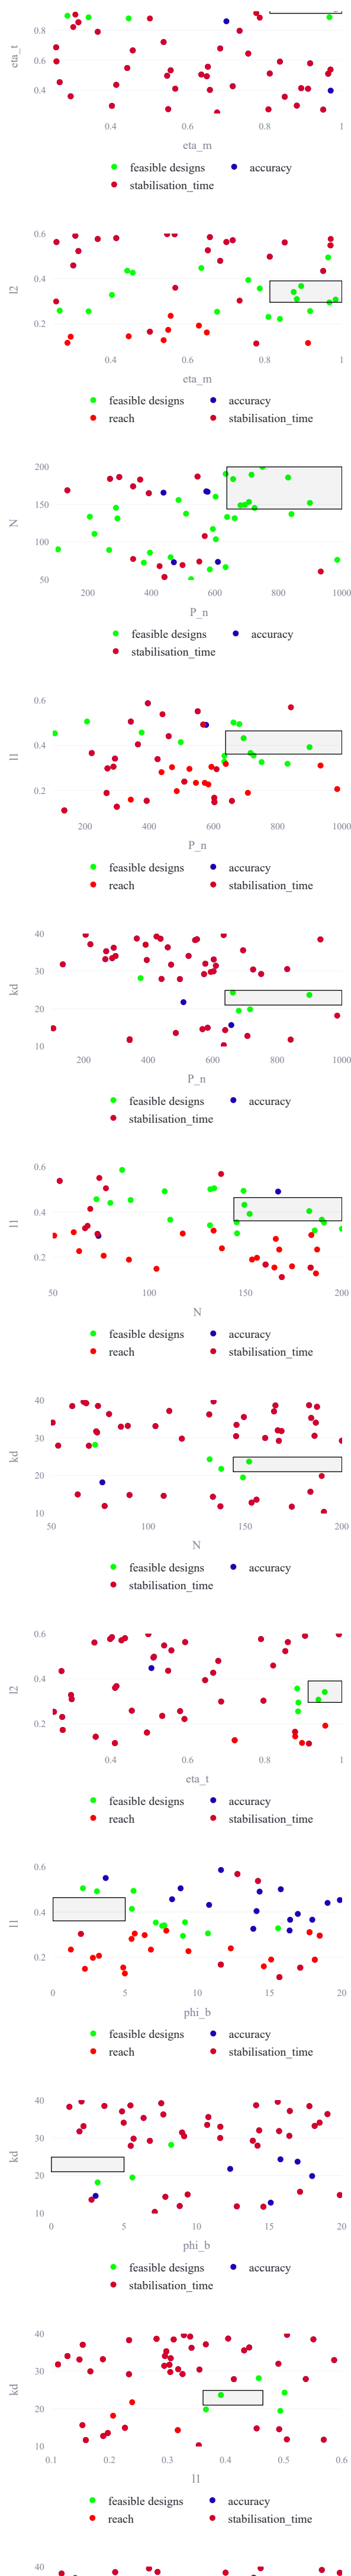 0.8
0.6
0.4
eta_t
0.4 0.6 0.8 1
eta_m
feasible designs accuracy
stabilisation_time
0.6
0.4
0.2
l2
0.4 0.6 0.8 1
eta_m
feasible designs accuracy
reach stabilisation_time
200
150
100
50
N
200 400 600 800 1000
P_n
feasible designs accuracy
stabilisation_time
0.6
0.4
0.2
l1
200 400 600 800 1000
P_n
feasible designs accuracy
reach stabilisation_time
40
30
20
10
kd
200 400 600 800 1000
P_n
feasible designs accuracy
stabilisation_time
0.6
0.4
0.2
l1
50 100 150 200
N
feasible designs accuracy
reach stabilisation_time
40
30
20
10
kd
50 100 150 200
N
feasible designs accuracy
stabilisation_time
0.6
0.4
0.2
l2
0.4 0.6 0.8 1
eta_t
feasible designs accuracy
reach stabilisation_time
0.6
0.4
0.2
l1
0 5 10 15 20
phi_b
feasible designs accuracy
reach stabilisation_time
40
30
20
10
kd
0 5 10 15 20
phi_b
feasible designs accuracy
stabilisation_time
40
30
20
10
kd
0.1 0.2 0.3 0.4 0.5 0.6
l1
feasible designs accuracy
reach stabilisation_time
40